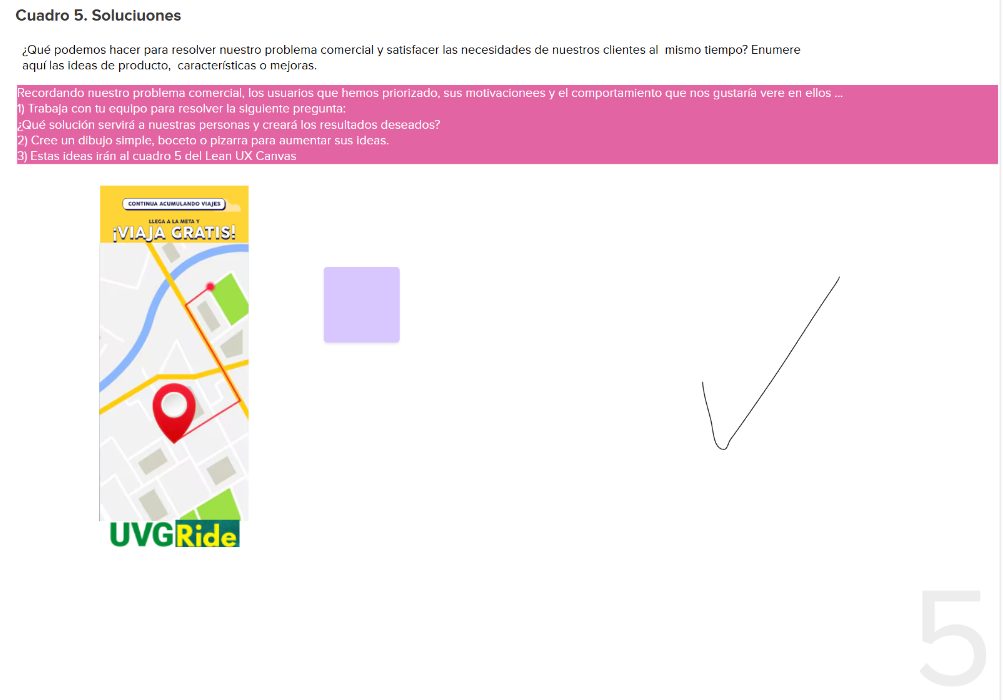 Cuadro 5. Soluciuones
¿Qué podemos hacer para resolver nuestro problema comercial y satisfacer las necesidades de nuestros clientes al mismo tiempo? Enumere
aquí las ideas de producto, características o mejoras.
Recordando nuestro problema comercial, los usuarios que hemos priorizado, sus motivacionees y el comportamiento que nos gustaría vere en ellos ...
1) Trabaja con tu equipo para resolver la siguiente pregunta:
¿Qué solución servirá a nuestras personas y creará los resultados deseados?
2) Cree un dibujo simple, boceto o pizarra para aumentar sus ideas.
3) Estas ideas irán al cuadro 5 del Lean UX Canvas
CONTINUA ACUMULANDO VIAJES
LLEGA A LA META Y
¡VIAJA GRATIS!
UVGRide
5